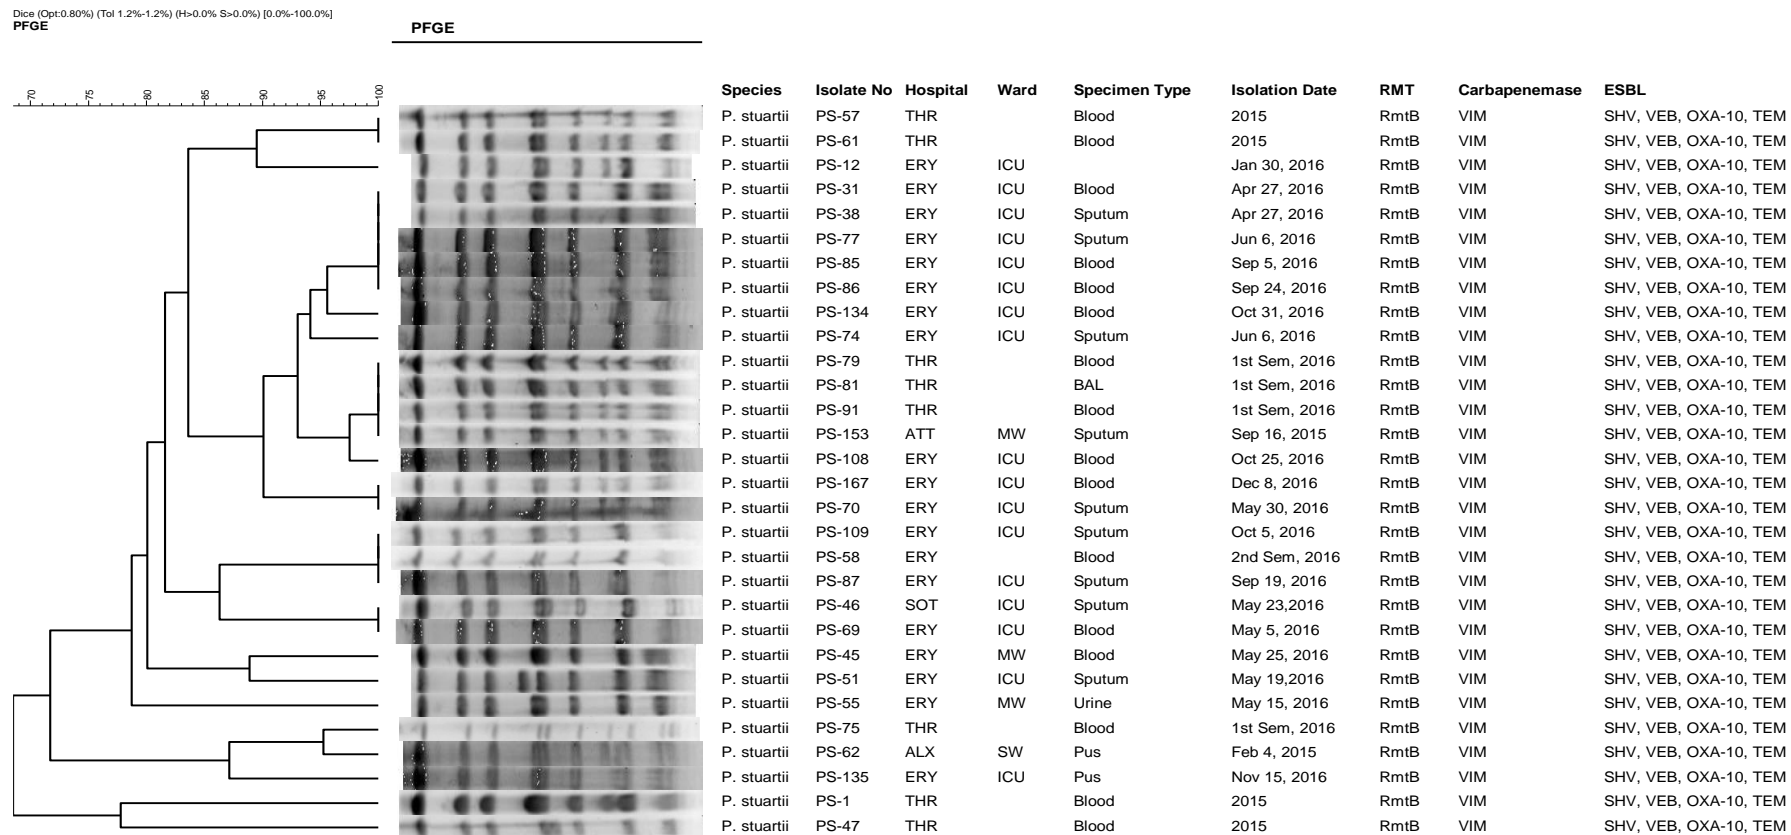 Dice (Opt:0.80%) (Tol 1.2%-1.2%) (H>0.0% S>0.0%) [0.0%-100.0%]
PFGE
PFGE
70 75 80 85 90 95 100
Species Isolate No Hospital Ward Specimen Type Isolation Date RMT Carbapenemase ESBL
P. stuartii PS-57 THR Blood 2015 RmtB VIM SHV, VEB, OXA-10, TEM
P. stuartii PS-61 THR Blood 2015 RmtB VIM SHV, VEB, OXA-10, TEM
P. stuartii PS-12 ERY ICU Jan 30, 2016 RmtB VIM SHV, VEB, OXA-10, TEM
P. stuartii PS-31 ERY ICU Blood Apr 27, 2016 RmtB VIM SHV, VEB, OXA-10, TEM
P. stuartii PS-38 ERY ICU Sputum Apr 27, 2016 RmtB VIM SHV, VEB, OXA-10, TEM
P. stuartii PS-77 ERY ICU Sputum Jun 6, 2016 RmtB VIM SHV, VEB, OXA-10, TEM
P. stuartii PS-85 ERY ICU Blood Sep 5, 2016 RmtB VIM SHV, VEB, OXA-10, TEM
P. stuartii PS-86 ERY ICU Blood Sep 24, 2016 RmtB VIM SHV, VEB, OXA-10, TEM
P. stuartii PS-134 ERY ICU Blood Oct 31, 2016 RmtB VIM SHV, VEB, OXA-10, TEM
P. stuartii PS-74 ERY ICU Sputum Jun 6, 2016 RmtB VIM SHV, VEB, OXA-10, TEM
P. stuartii PS-79 THR Blood 1st Sem, 2016 RmtB VIM SHV, VEB, OXA-10, TEM
P. stuartii PS-81 THR BAL 1st Sem, 2016 RmtB VIM SHV, VEB, OXA-10, TEM
P. stuartii PS-91 THR Blood 1st Sem, 2016 RmtB VIM SHV, VEB, OXA-10, TEM
P. stuartii PS-153 ATT MW Sputum Sep 16, 2015 RmtB VIM SHV, VEB, OXA-10, TEM
P. stuartii PS-108 ERY ICU Blood Oct 25, 2016 RmtB VIM SHV, VEB, OXA-10, TEM
P. stuartii PS-167 ERY ICU Blood Dec 8, 2016 RmtB VIM SHV, VEB, OXA-10, TEM
P. stuartii PS-70 ERY ICU Sputum May 30, 2016 RmtB VIM SHV, VEB, OXA-10, TEM
P. stuartii PS-109 ERY ICU Sputum Oct 5, 2016 RmtB VIM SHV, VEB, OXA-10, TEM
P. stuartii PS-58 ERY Blood 2nd Sem, 2016 RmtB VIM SHV, VEB, OXA-10, TEM
P. stuartii PS-87 ERY ICU Sputum Sep 19, 2016 RmtB VIM SHV, VEB, OXA-10, TEM
P. stuartii PS-46 SOT ICU Sputum May 23,2016 RmtB VIM SHV, VEB, OXA-10, TEM
P. stuartii PS-69 ERY ICU Blood May 5, 2016 RmtB VIM SHV, VEB, OXA-10, TEM
P. stuartii PS-45 ERY MW Blood May 25, 2016 RmtB VIM SHV, VEB, OXA-10, TEM
P. stuartii PS-51 ERY ICU Sputum May 19,2016 RmtB VIM SHV, VEB, OXA-10, TEM
P. stuartii PS-55 ERY MW Urine May 15, 2016 RmtB VIM SHV, VEB, OXA-10, TEM
P. stuartii PS-75 THR Blood 1st Sem, 2016 RmtB VIM SHV, VEB, OXA-10, TEM
P. stuartii PS-62 ALX SW Pus Feb 4, 2015 RmtB VIM SHV, VEB, OXA-10, TEM
P. stuartii PS-135 ERY ICU Pus Nov 15, 2016 RmtB VIM SHV, VEB, OXA-10, TEM
P. stuartii PS-1 THR Blood 2015 RmtB VIM SHV, VEB, OXA-10, TEM
P. stuartii PS-47 THR Blood 2015 RmtB VIM SHV, VEB, OXA-10, TEM